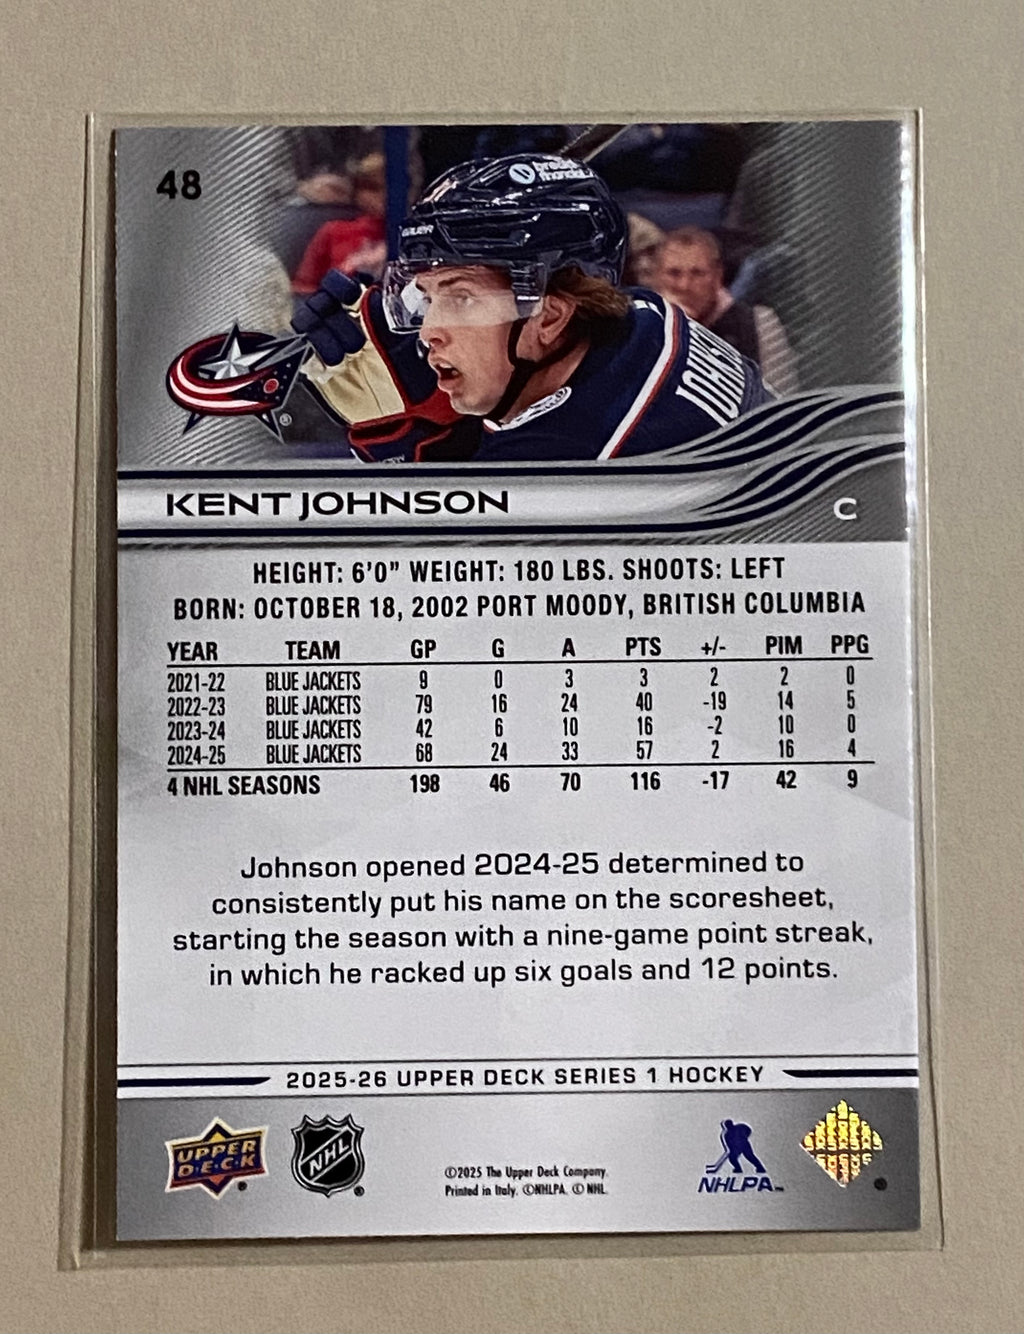 48
BAUER
JOHNSO
®
KENT JOHNSON
C
HEIGHT: 6'0" WEIGHT: 180 LBS. SHOOTS: LEFT
BORN: OCTOBER 18, 2002 PORT MOODY, BRITISH COLUMBIA
YEAR TEAM GP G A PTS +/- PIM PPG
2021-22 BLUE JACKETS 9 0 3 3 2 2 0
2022-23 BLUE JACKETS 79 16 24 40 -19 14 5
2023-24 BLUE JACKETS 42 6 10 16 -2 10 0
2024-25 BLUE JACKETS 68 24 33 57 2 16 4
4 NHL SEASONS 198 46 70 116 -17 42 9
Johnson opened 2024-25 determined to
consistently put his name on the scoresheet,
starting the season with a nine-game point streak,
in which he racked up six goals and 12 points.
2025-26 UPPER DECK SERIES 1 HOCKEY
UPPER
D·E·C·K
NHL
©2025 The Upper Deck Company.
Printed in Italy. ©NHLPA. © NHL.
NHLPA™